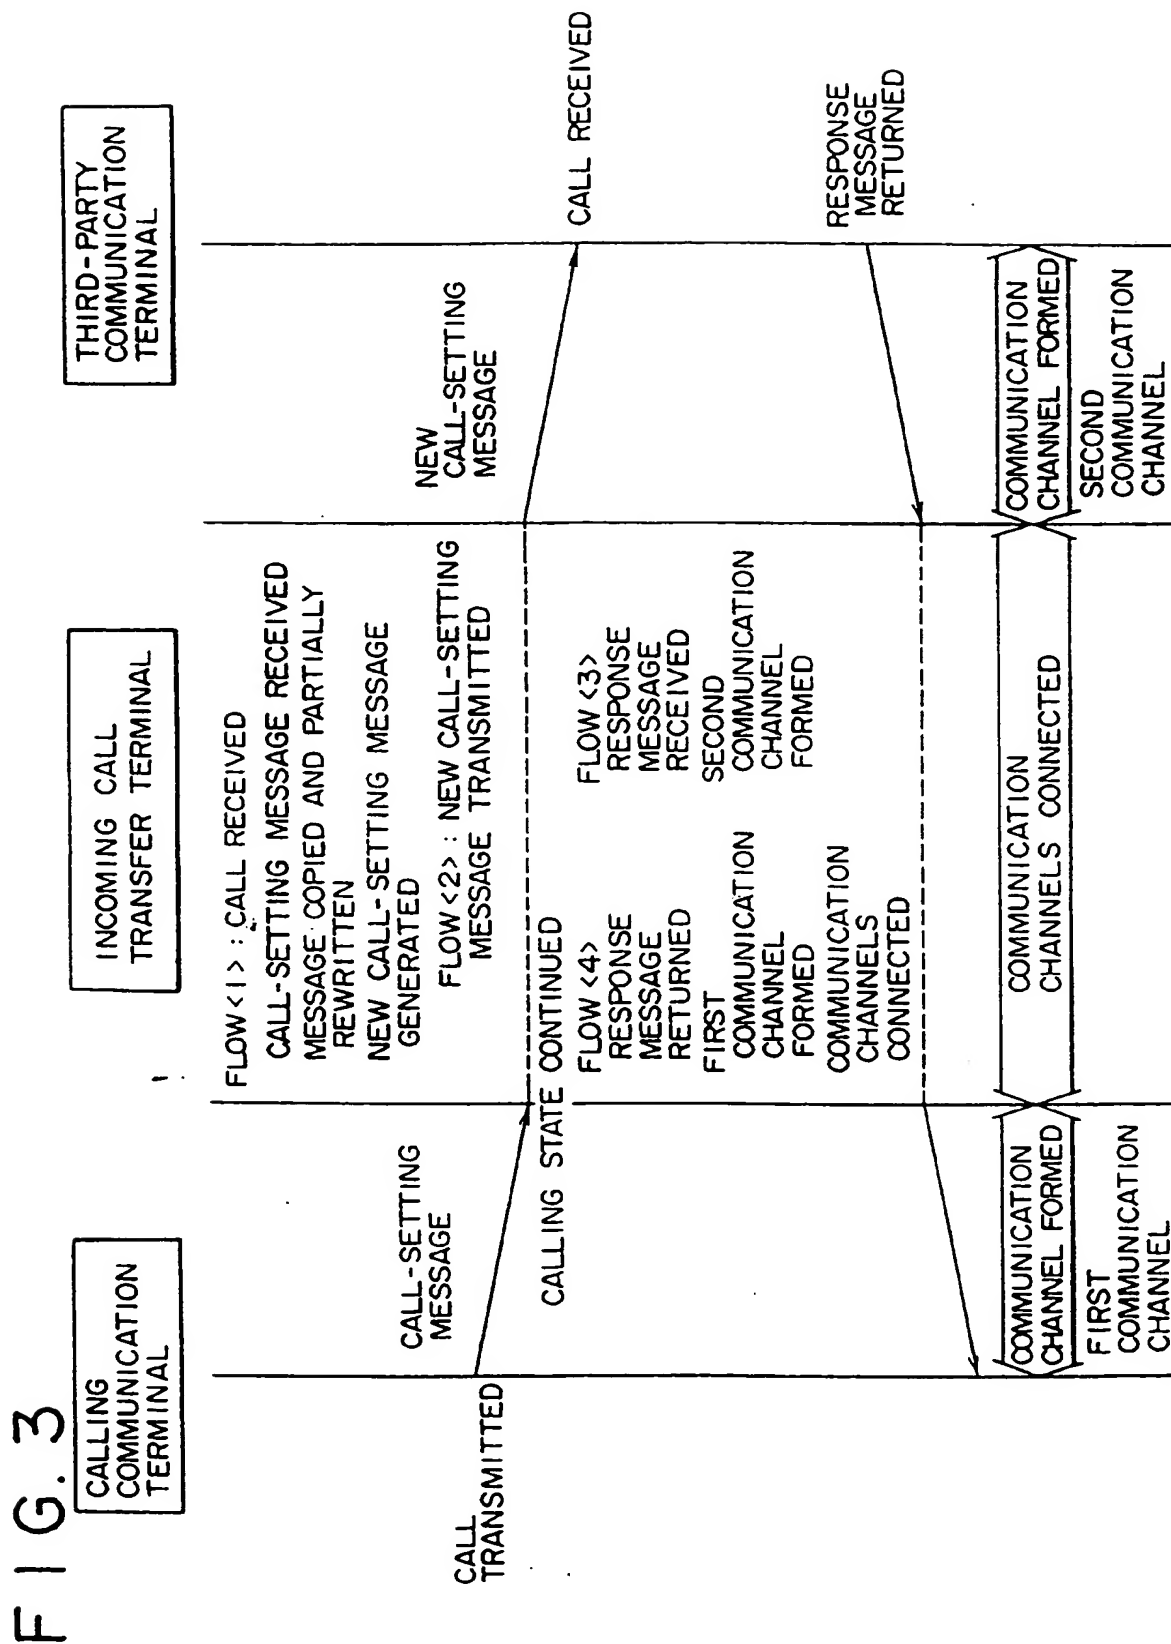 FIG. 3
CALLING
COMMUNICATION
TERMINAL
INCOMING CALL
TRANSFER TERMINAL
THIRD-PARTY
COMMUNICATION
TERMINAL
FLOW <1> : CALL RECEIVED
CALL-SETTING MESSAGE RECEIVED
MESSAGE COPIED AND PARTIALLY
REWRITTEN
NEW CALL-SETTING MESSAGE
GENERATED
FLOW <2> : NEW CALL-SETTING
MESSAGE TRANSMITTED
CALL-SETTING
MESSAGE
NEW
CALL-SETTING
MESSAGE
CALL
TRANSMITTED
CALLING STATE CONTINUED
CALL RECEIVED
FLOW <4>
RESPONSE
MESSAGE
RETURNED
FIRST
COMMUNICATION
CHANNEL
FORMED
COMMUNICATION
CHANNELS
CONNECTED
FLOW <3>
RESPONSE
MESSAGE
RECEIVED
SECOND
COMMUNICATION
CHANNEL
FORMED
RESPONSE
MESSAGE
RETURNED
COMMUNICATION
CHANNEL FORMED
COMMUNICATION
CHANNELS CONNECTED
COMMUNICATION
CHANNEL FORMED
FIRST
COMMUNICATION
CHANNEL
SECOND
COMMUNICATION
CHANNEL